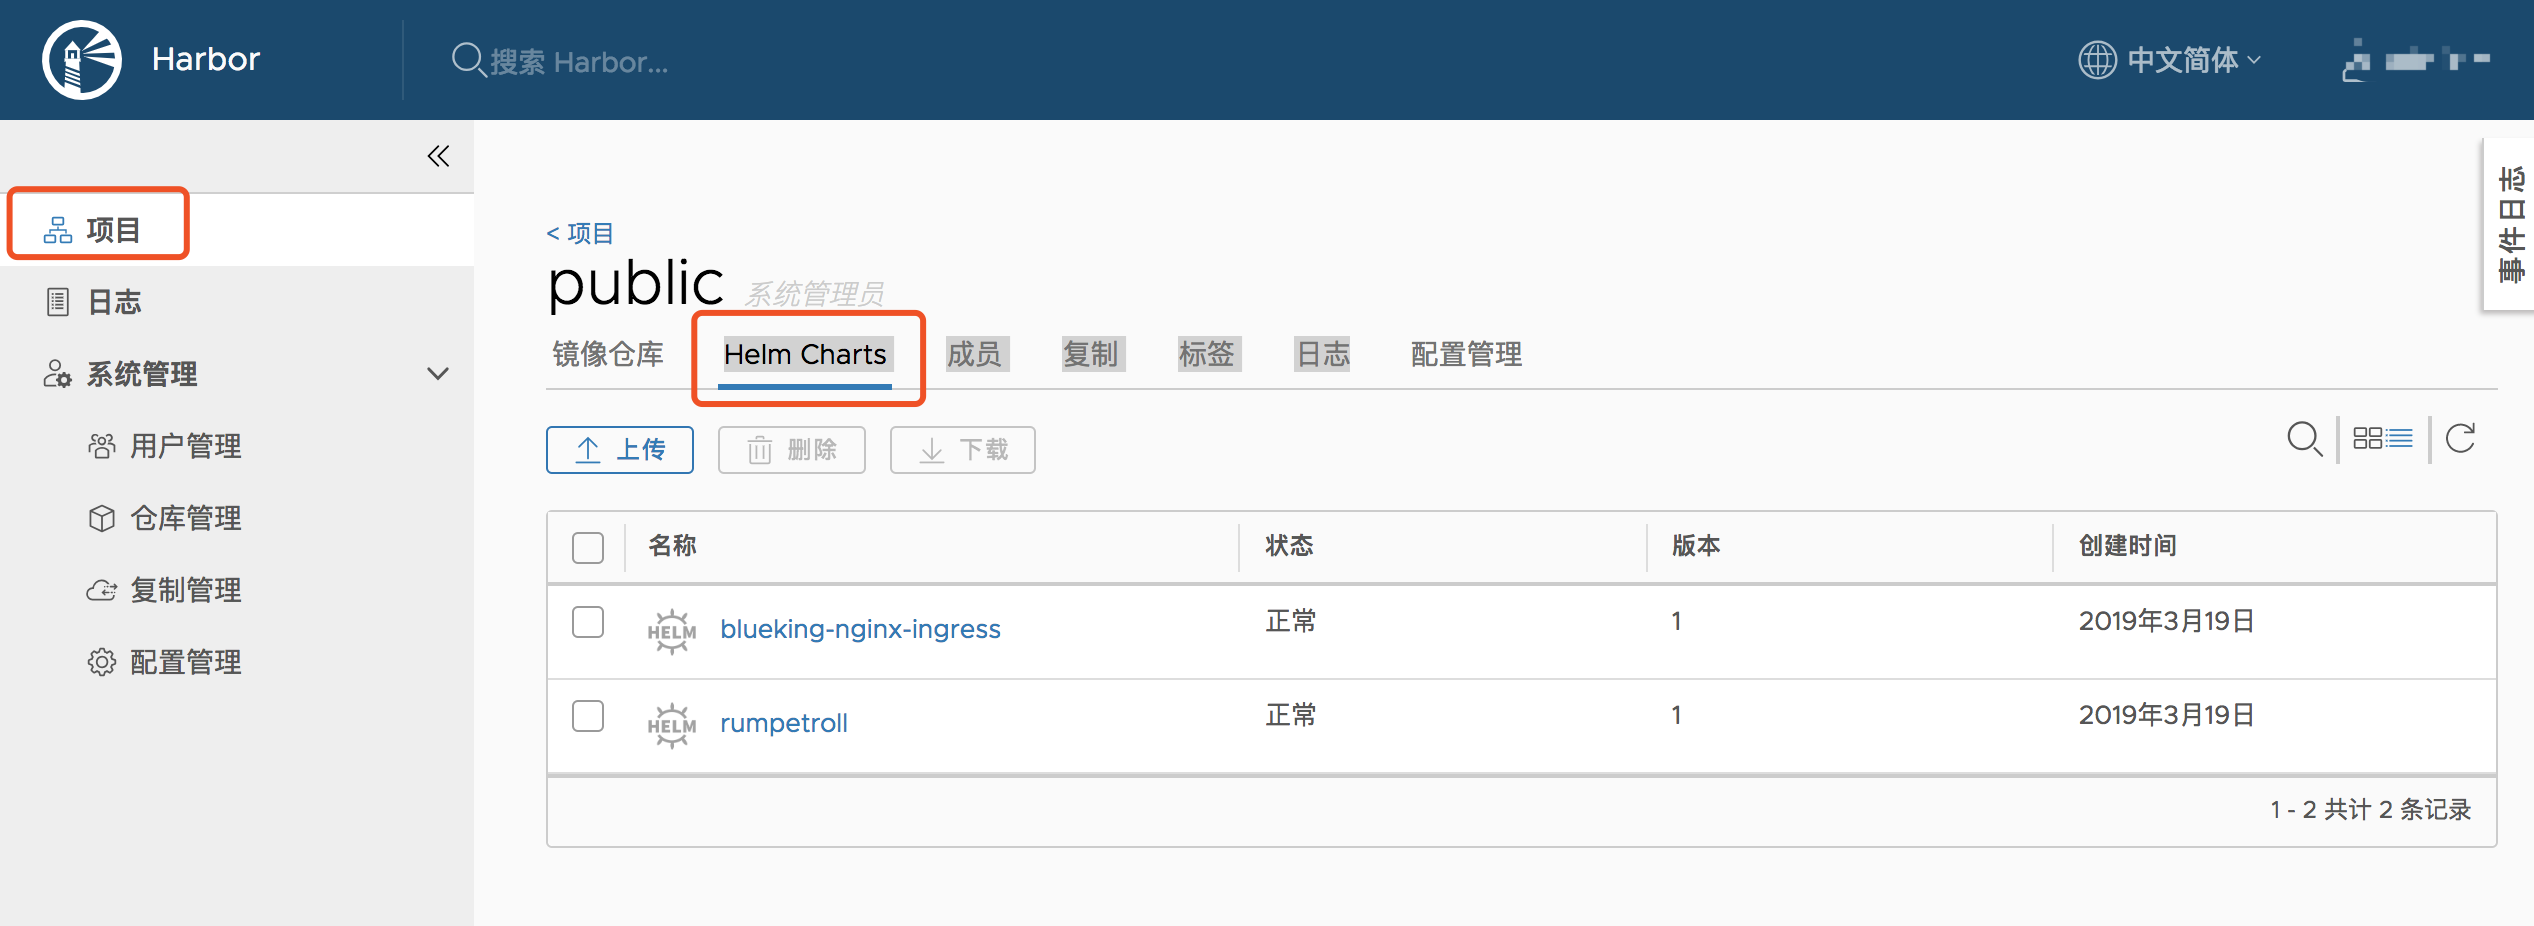 Harbor
搜索 Harbor...
中文简体
项目
日志
系统管理
用户管理
仓库管理
复制管理
配置管理
< 项目
public 系统管理员
镜像仓库 Helm Charts 成员 复制 标签 日志 配置管理
上传 删除 下载
名称 状态 版本 创建时间
HELM blueking-nginx-ingress 正常 1 2019年3月19日
HELM rumpetroll 正常 1 2019年3月19日
1 - 2 共计 2 条记录
事件日志